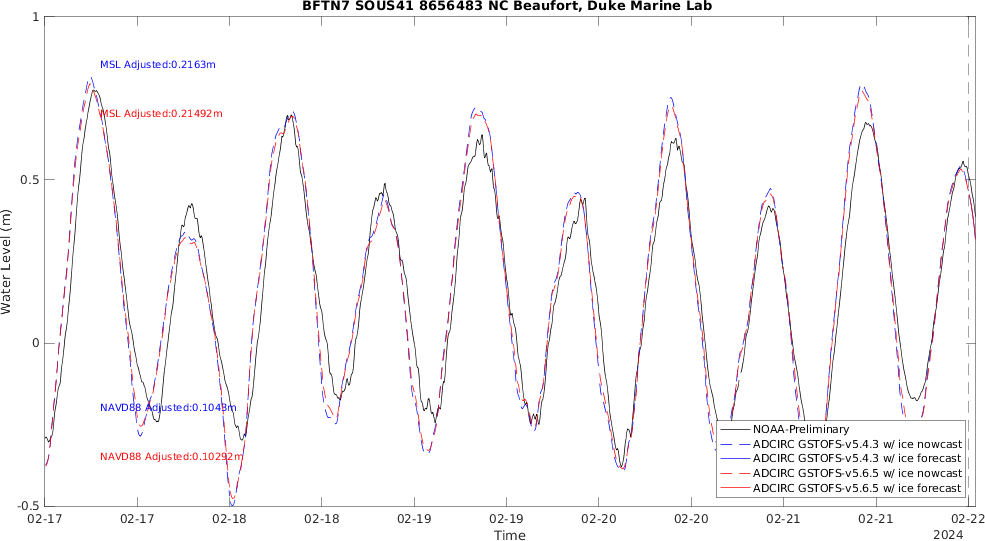 BFTN7 SOUS41 8656483 NC Beaufort, Duke Marine Lab
1
MSL Adjusted:0.2163m
MSL Adjusted:0.21492m
0.5
Water Level (m)
0
NAVD88 Adjusted:0.1043m
NAVD88 Adjusted:0.10292m
NOAA-Preliminary
ADCIRC GSTOFS-v5.4.3 w/ ice nowcast
ADCIRC GSTOFS-v5.4.3 w/ ice forecast
ADCIRC GSTOFS-v5.6.5 w/ ice nowcast
ADCIRC GSTOFS-v5.6.5 w/ ice forecast
-0.5
02-17 02-17 02-18 02-18 02-19 02-19 02-20 02-20 02-21 02-21 02-22
Time
2024